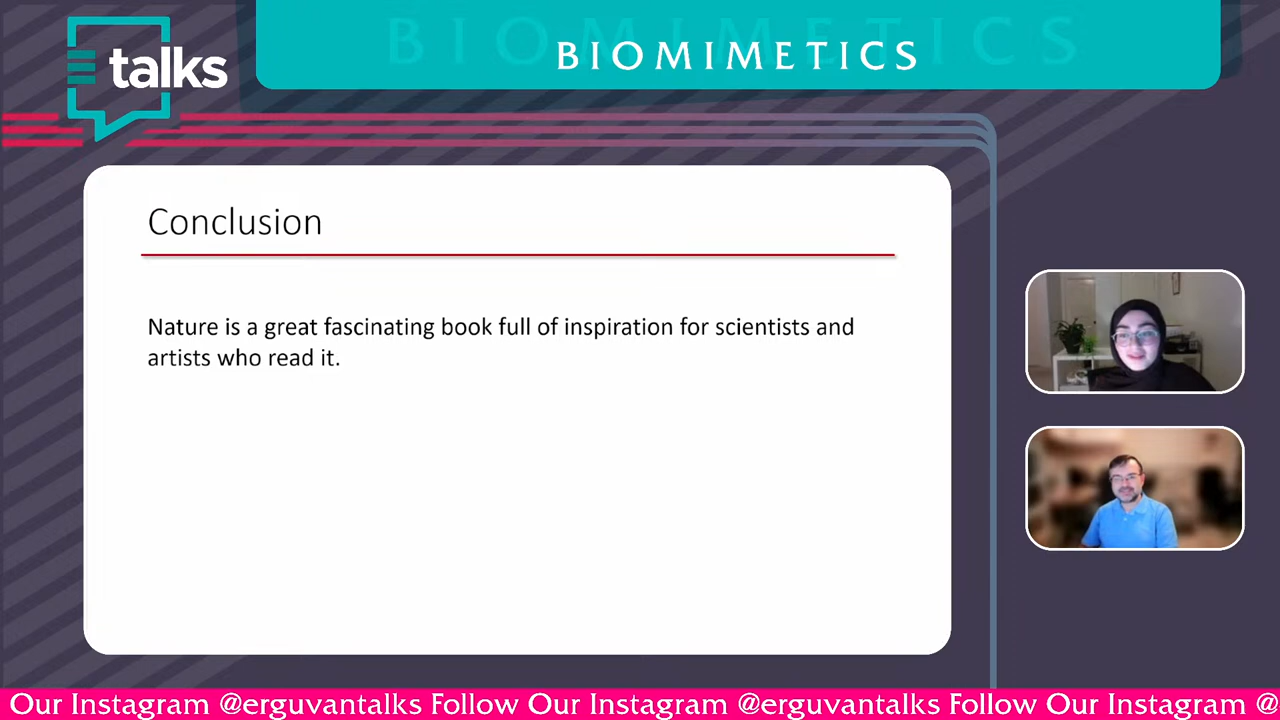 talks
BIOMIMETICS
BIOMIMETICS
Conclusion
Nature is a great fascinating book full of inspiration for scientists and
artists who read it.
Our Instagram @erguvantalks Follow Our Instagram @erguvantalks Follow Our Instagram @